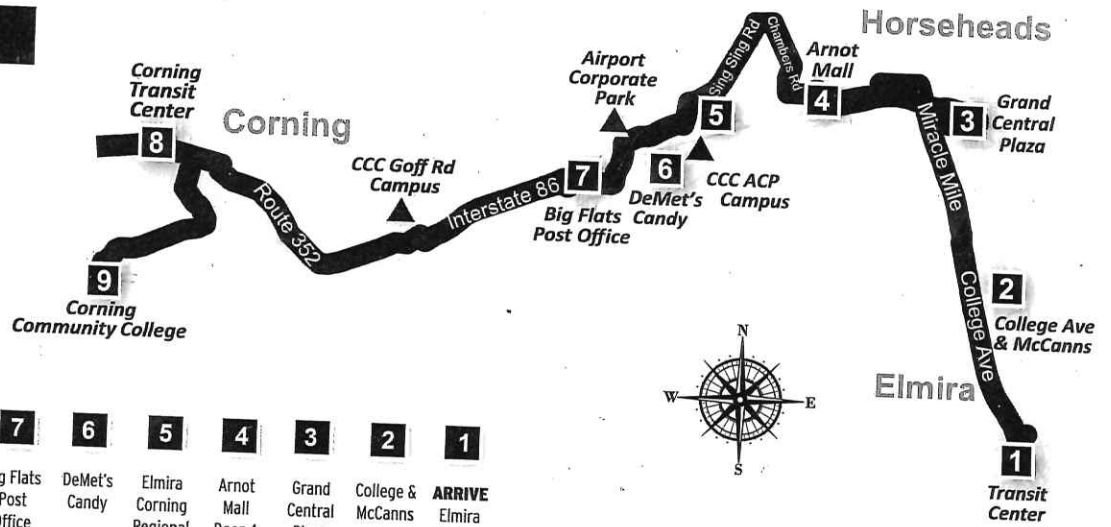 Horseheads
Sing Sing Rd
Chambers Rd
Arnot
Mall
4
Airport
Corporate
Park
5
Grand
Central
Plaza
3
Miracle Mile
Corning
Transit
Center
8
Corning
CCC Goff Rd
Campus
Route 352
Interstate 86
7
Big Flats
Post Office
6
DeMet's
Candy
CCC ACP
Campus
9
Corning
Community College
2
College Ave
& McCanns
College Ave
Elmira
1
Transit
Center
N
W
E
S
7
6
5
4
3
2
1
g Flats
Post
ffice
DeMet's
Candy
Elmira
Corning
Regional
Arnot
Mall
Grand
Central
College &
McCanns
ARRIVE
Elmira